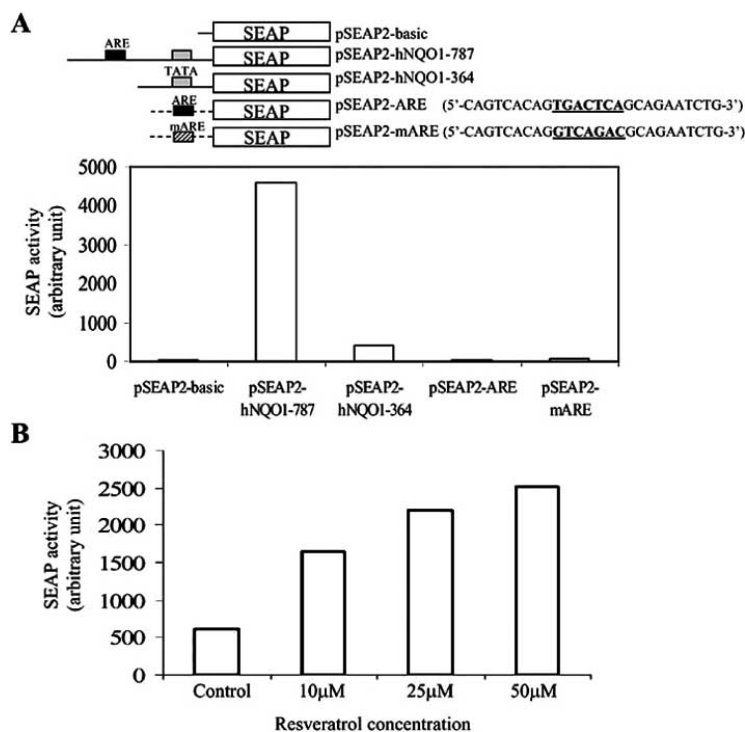 A
ARE
SEAP
pSEAP2-basic
SEAP
pSEAP2-hNQO1-787
TATA
SEAP
pSEAP2-hNQO1-364
ARE
SEAP
pSEAP2-ARE (5'-CAGTCACAGTGACTCAGCAGAATCTG-3')
mARE
SEAP
pSEAP2-mARE (5'-CAGTCACAGGTCAGACGCAGAATCTG-3')
SEAP activity
(arbitrary unit)
5000
4000
3000
2000
1000
0
pSEAP2-basic
pSEAP2-
hNQO1-787
pSEAP2-
hNQO1-364
pSEAP2-ARE
pSEAP2-
mARE
B
SEAP activity
(arbitrary unit)
3000
2500
2000
1500
1000
500
0
Control
10μM
25μM
50μM
Resveratrol concentration